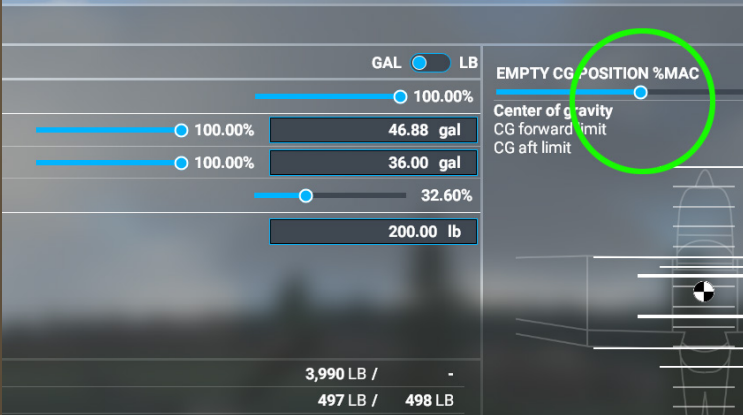 GAL LB
EMPTY CG POSITION %MAC
100.00%
Center of gravity
100.00% 46.88 gal
CG forward limit
CG aft limit
100.00% 36.00 gal
32.60%
200.00 lb
3,990 LB / -
497 LB / 498 LB